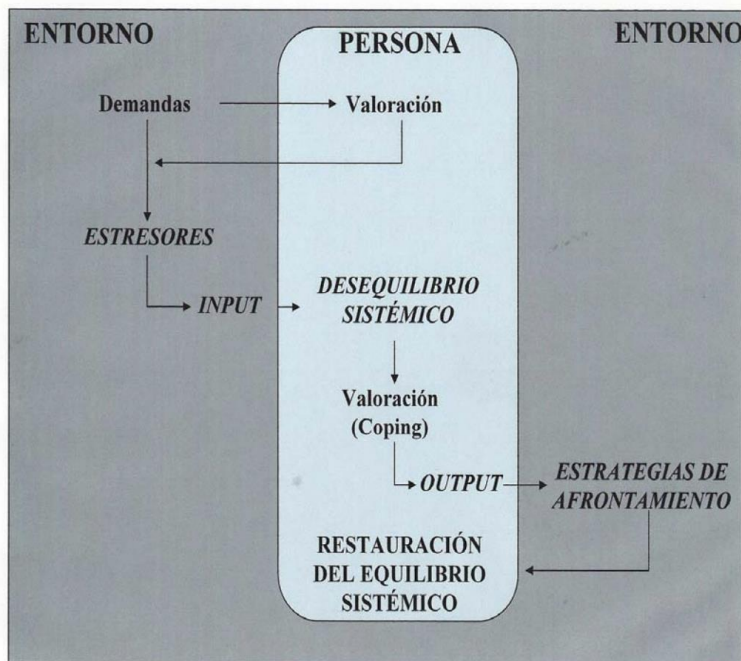 ENTORNO
PERSONA
ENTORNO
Demandas
Valoración
ESTRESORES
INPUT
DESEQUILIBRIO
SISTÉMICO
Valoración
(Coping)
OUTPUT
ESTRATEGIAS DE
AFRONTAMIENTO
RESTAURACIÓN
DEL EQUILIBRIO
SISTÉMICO